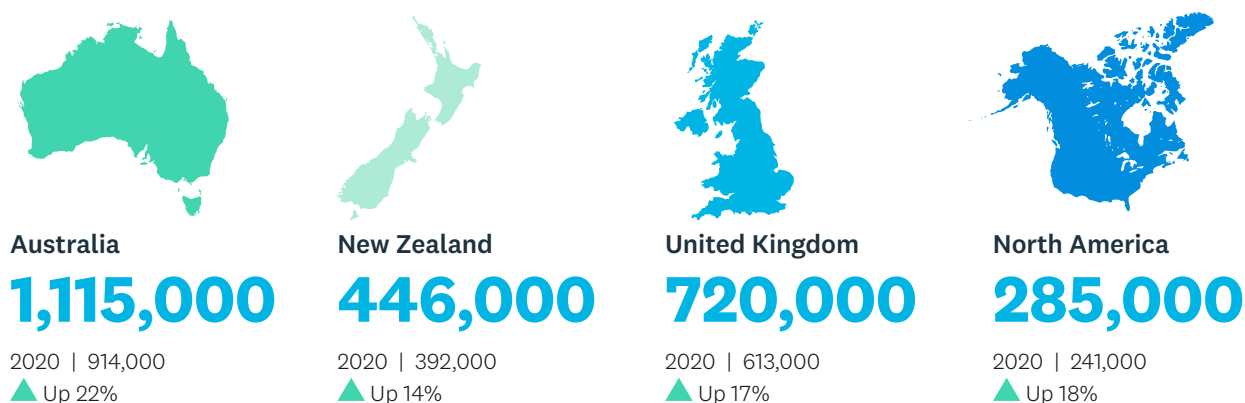 Australia
1,115,000
2020 | 914,000
Up 22%
New Zealand
446,000
2020 | 392,000
Up 14%
United Kingdom
720,000
2020 | 613,000
Up 17%
North America
285,000
2020 | 241,000
Up 18%